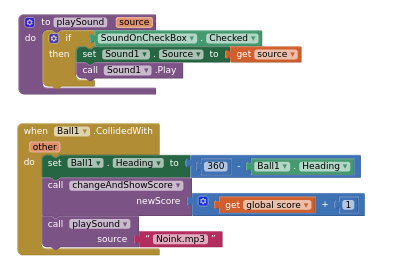 to playSound source
do if SoundOnCheckBox . Checked
then set Sound1 . Source to get source
call Sound1 .Play
when Ball1 .CollidedWith
other
do set Ball1 . Heading to 360 - Ball1 . Heading
call changeAndShowScore
newScore get global score + 1
call playSound
source " Noink.mp3 "